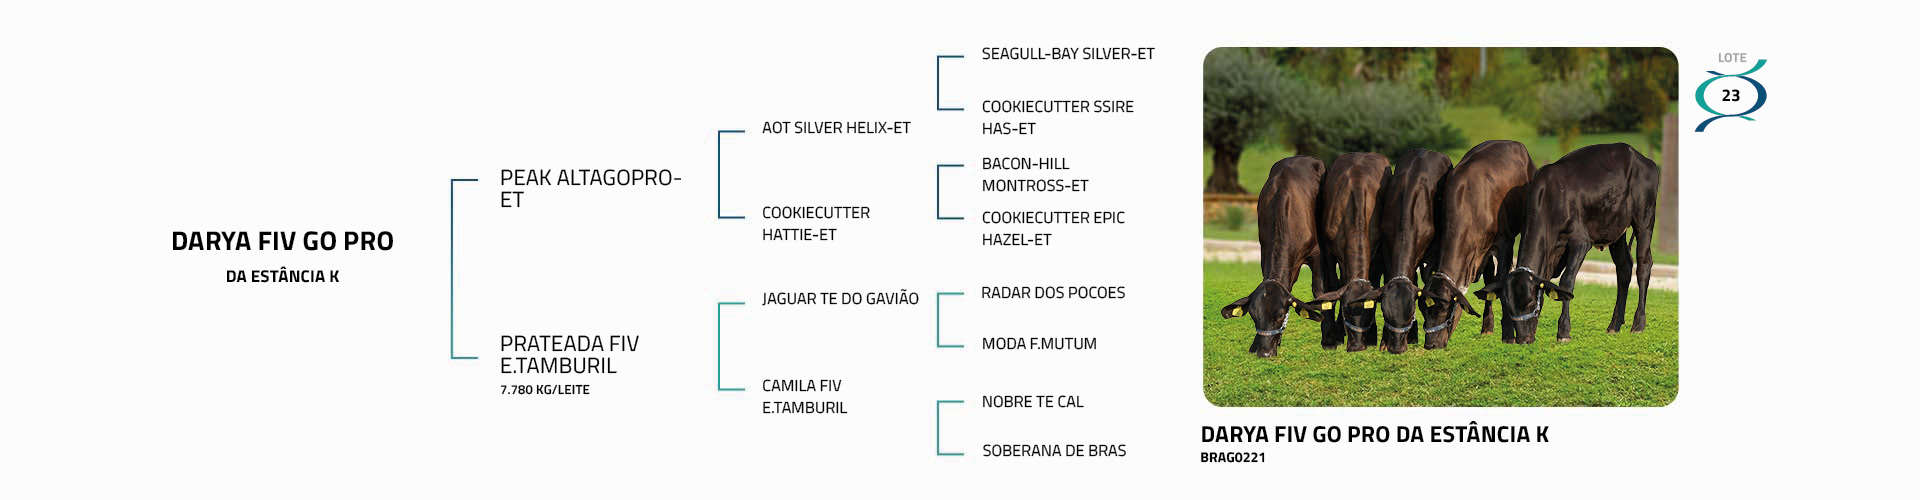 DARYA FIV GO PRO
DA ESTÂNCIA K
PEAK ALTAGOPRO-
ET
PRATEADA FIV
E.TAMBURIL
7.780 KG/LEITE
AOT SILVER HELIX-ET
COOKIECUTTER
HATTIE-ET
JAGUAR TE DO GAVIÃO
CAMILA FIV
E.TAMBURIL
SEAGULL-BAY SILVER-ET
COOKIECUTTER SSIRE
HAS-ET
BACON-HILL
MONTROSS-ET
COOKIECUTTER EPIC
HAZEL-ET
RADAR DOS POCOES
MODA F.MUTUM
NOBRE TE CAL
SOBERANA DE BRAS
LOTE
23
DARYA FIV GO PRO DA ESTÂNCIA K
BRAG0221